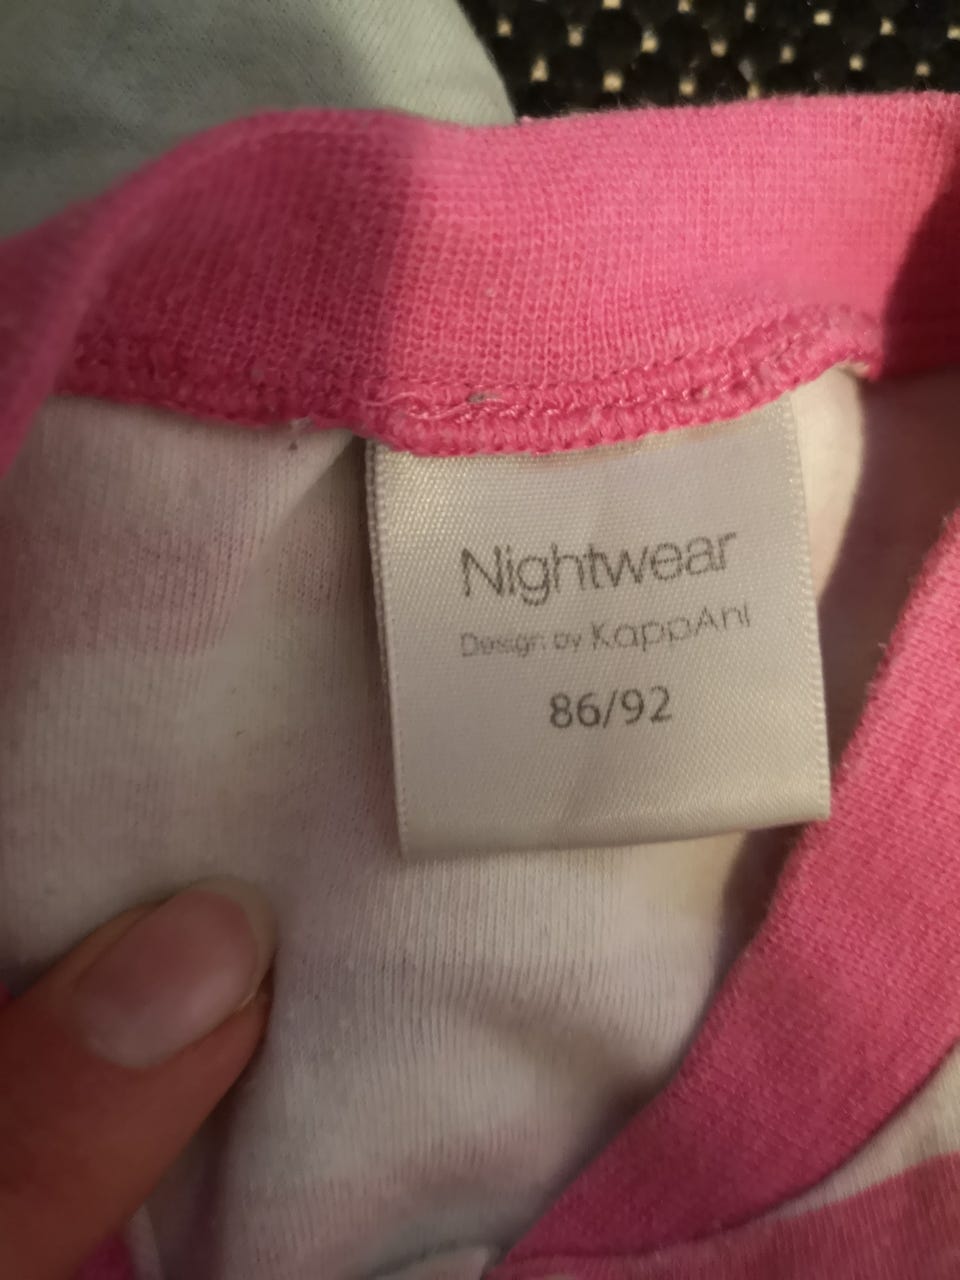 Nightwear
Design by KappAhl
86/92